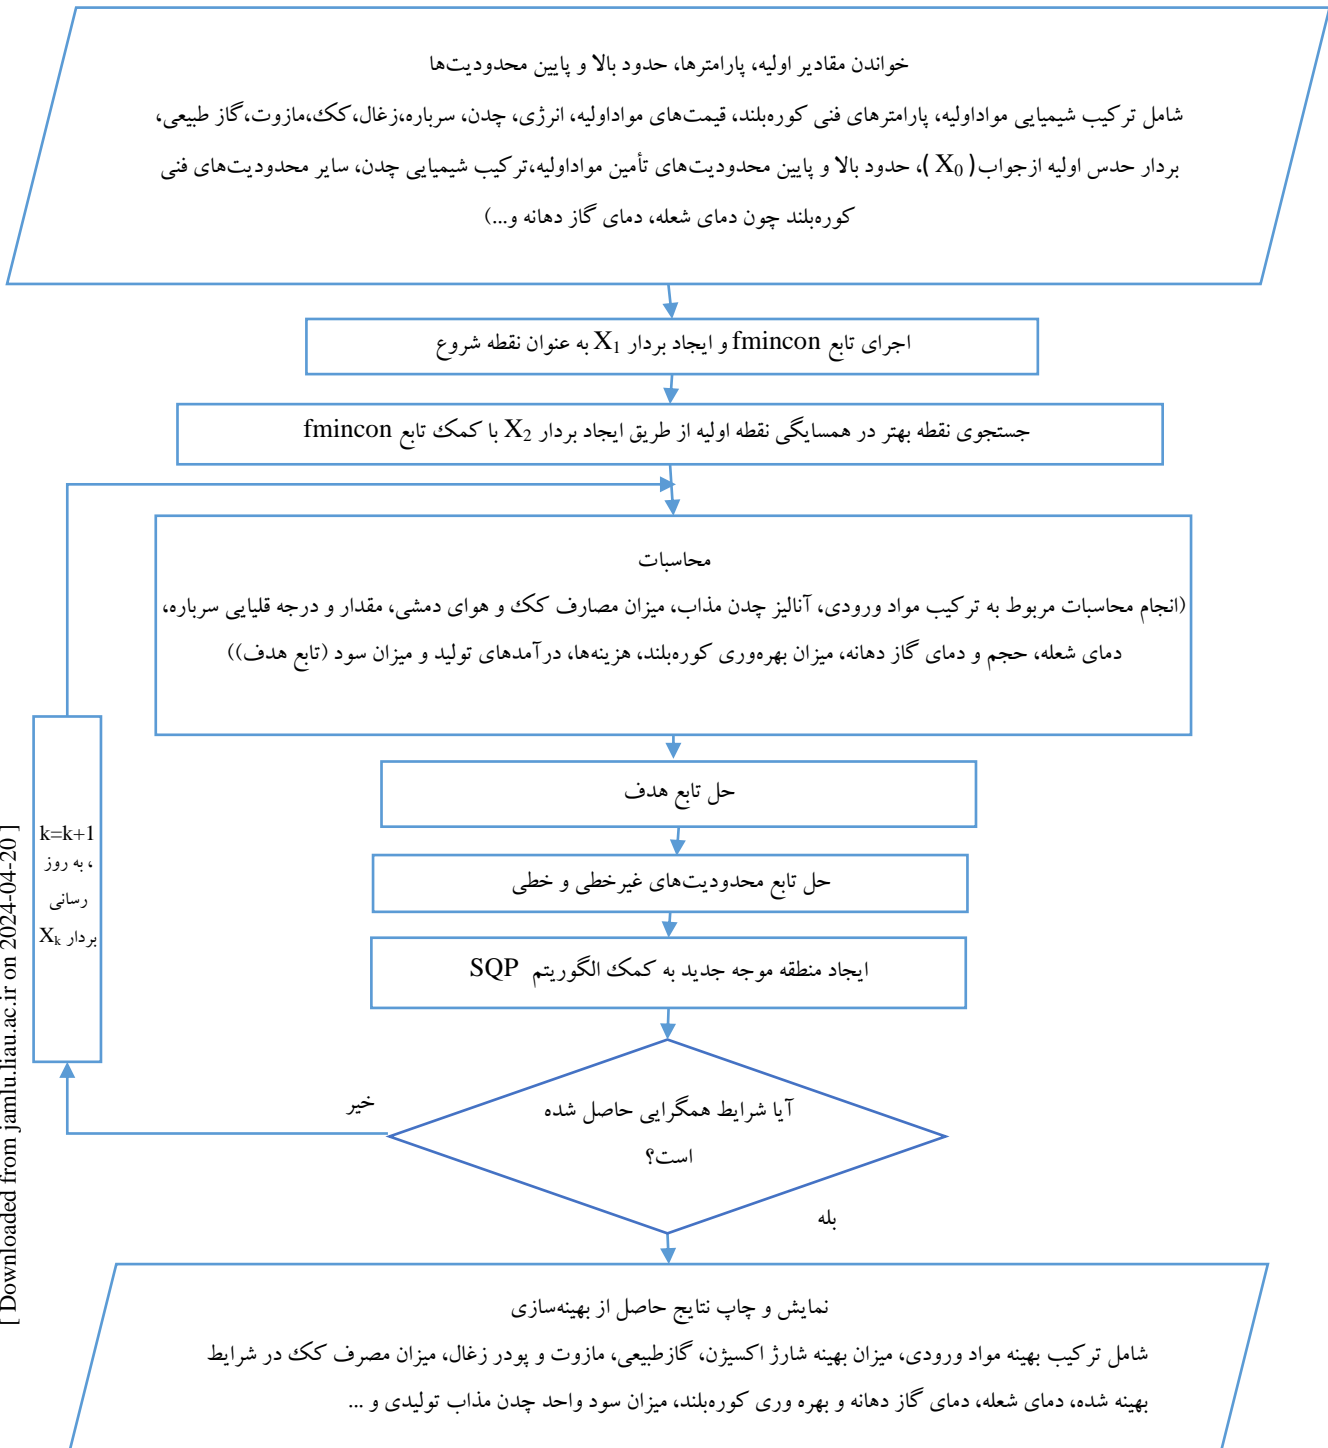 خواندن مقادیر اولیه، پارامترها، حدود بالا و پایین محدودیت‌ها
شامل ترکیب شیمیایی مواداولیه، پارامترهای فنی کوره‌بلند، قیمت‌های مواداولیه، انرژی، چدن، سرباره،زغال،کک،مازوت،گاز طبیعی،
بردار حدس اولیه ازجواب( X0 )، حدود بالا و پایین محدودیت‌های تأمین مواداولیه،ترکیب شیمیایی چدن، سایر محدودیت‌های فنی
کوره‌بلند چون دمای شعله، دمای گاز دهانه و...)
اجرای تابع fmincon و ایجاد بردار X1 به عنوان نقطه شروع
جستجوی نقطه بهتر در همسایگی نقطه اولیه از طریق ایجاد بردار X2 با کمک تابع fmincon
محاسبات
(انجام محاسبات مربوط به ترکیب مواد ورودی، آنالیز چدن مذاب، میزان مصارف کک و هوای دمشی، مقدار و درجه قلیایی سرباره،
دمای شعله، حجم و دمای گاز دهانه، میزان بهره‌وری کوره‌بلند، هزینه‌ها، درآمدهای تولید و میزان سود (تابع هدف))
حل تابع هدف
حل تابع محدودیت‌های غیرخطی و خطی
ایجاد منطقه موجه جدید به کمک الگوریتم SQP
آیا شرایط همگرایی حاصل شده
است؟
خیر
k=k+1
، به روز
رسانی
بردار Xk
بله
نمایش و چاپ نتایج حاصل از بهینه‌سازی
شامل ترکیب بهینه مواد ورودی، میزان بهینه شارژ اکسیژن، گازطبیعی، مازوت و پودر زغال، میزان مصرف کک در شرایط
بهینه شده، دمای شعله، دمای گاز دهانه و بهره وری کوره‌بلند، میزان سود واحد چدن مذاب تولیدی و ...
[ Downloaded from jamlu.liau.ac.ir on 2024-04-20 ]